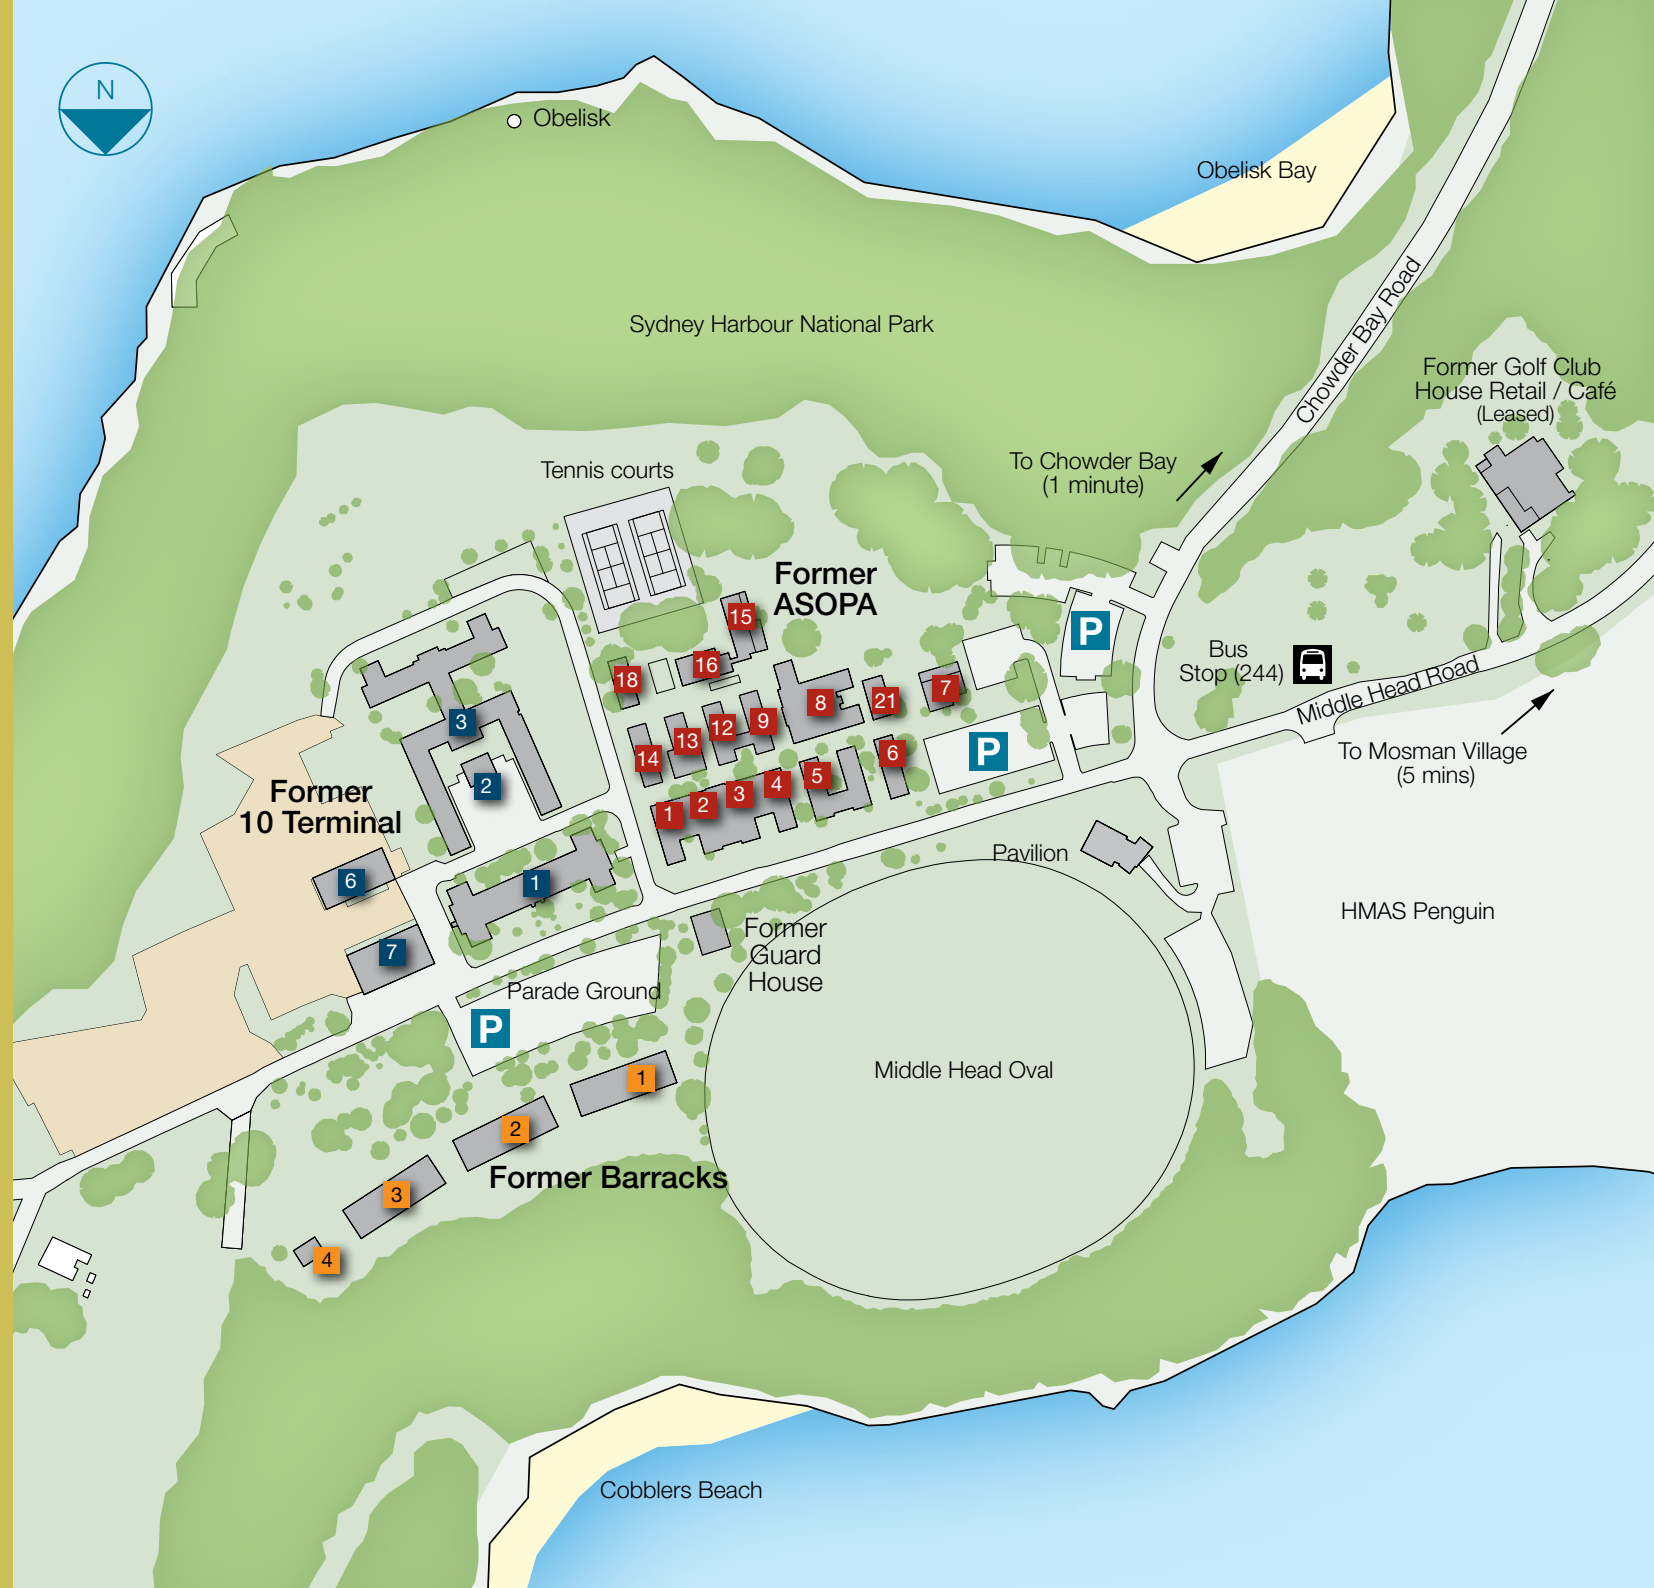 N
Obelisk
Obelisk Bay
Sydney Harbour National Park
Chowder Bay Road
Former Golf Club
House Retail / Café
(Leased)
To Chowder Bay
(1 minute)
Tennis courts
Former
ASOPA
15
P
16
18
Bus
Stop (244)
7
21
8
Middle Head Road
3
9
12
13
14
6
P
To Mosman Village
(5 mins)
5
4
3
2
1
2
Former
10 Terminal
Pavilion
6
1
HMAS Penguin
7
Former
Guard
House
Parade Ground
P
Middle Head Oval
1
2
Former Barracks
3
4
Cobblers Beach